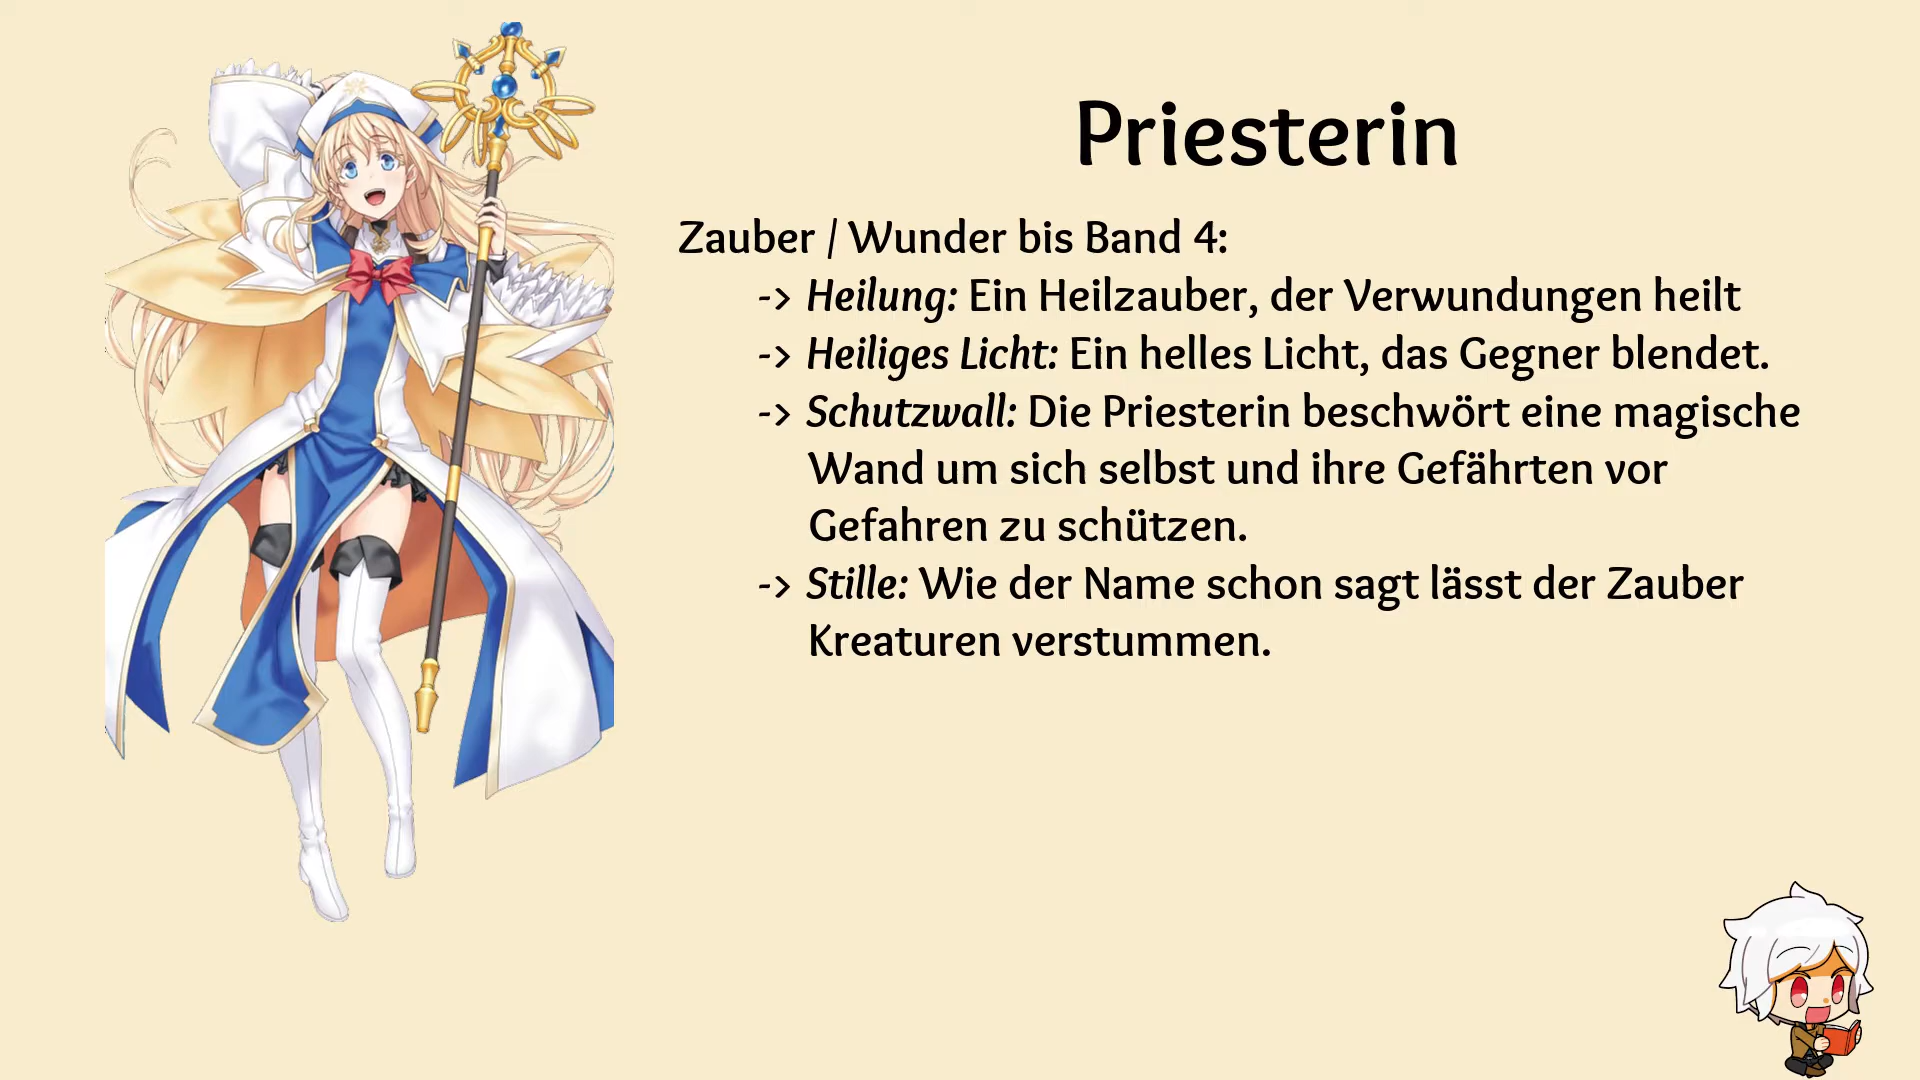 Priesterin
Zauber / Wunder bis Band 4:
-> Heilung: Ein Heilzauber, der Verwundungen heilt
-> Heiliges Licht: Ein helles Licht, das Gegner blendet.
-> Schutzwall: Die Priesterin beschwört eine magische
Wand um sich selbst und ihre Gefährten vor
Gefahren zu schützen.
-> Stille: Wie der Name schon sagt lässt der Zauber
Kreaturen verstummen.